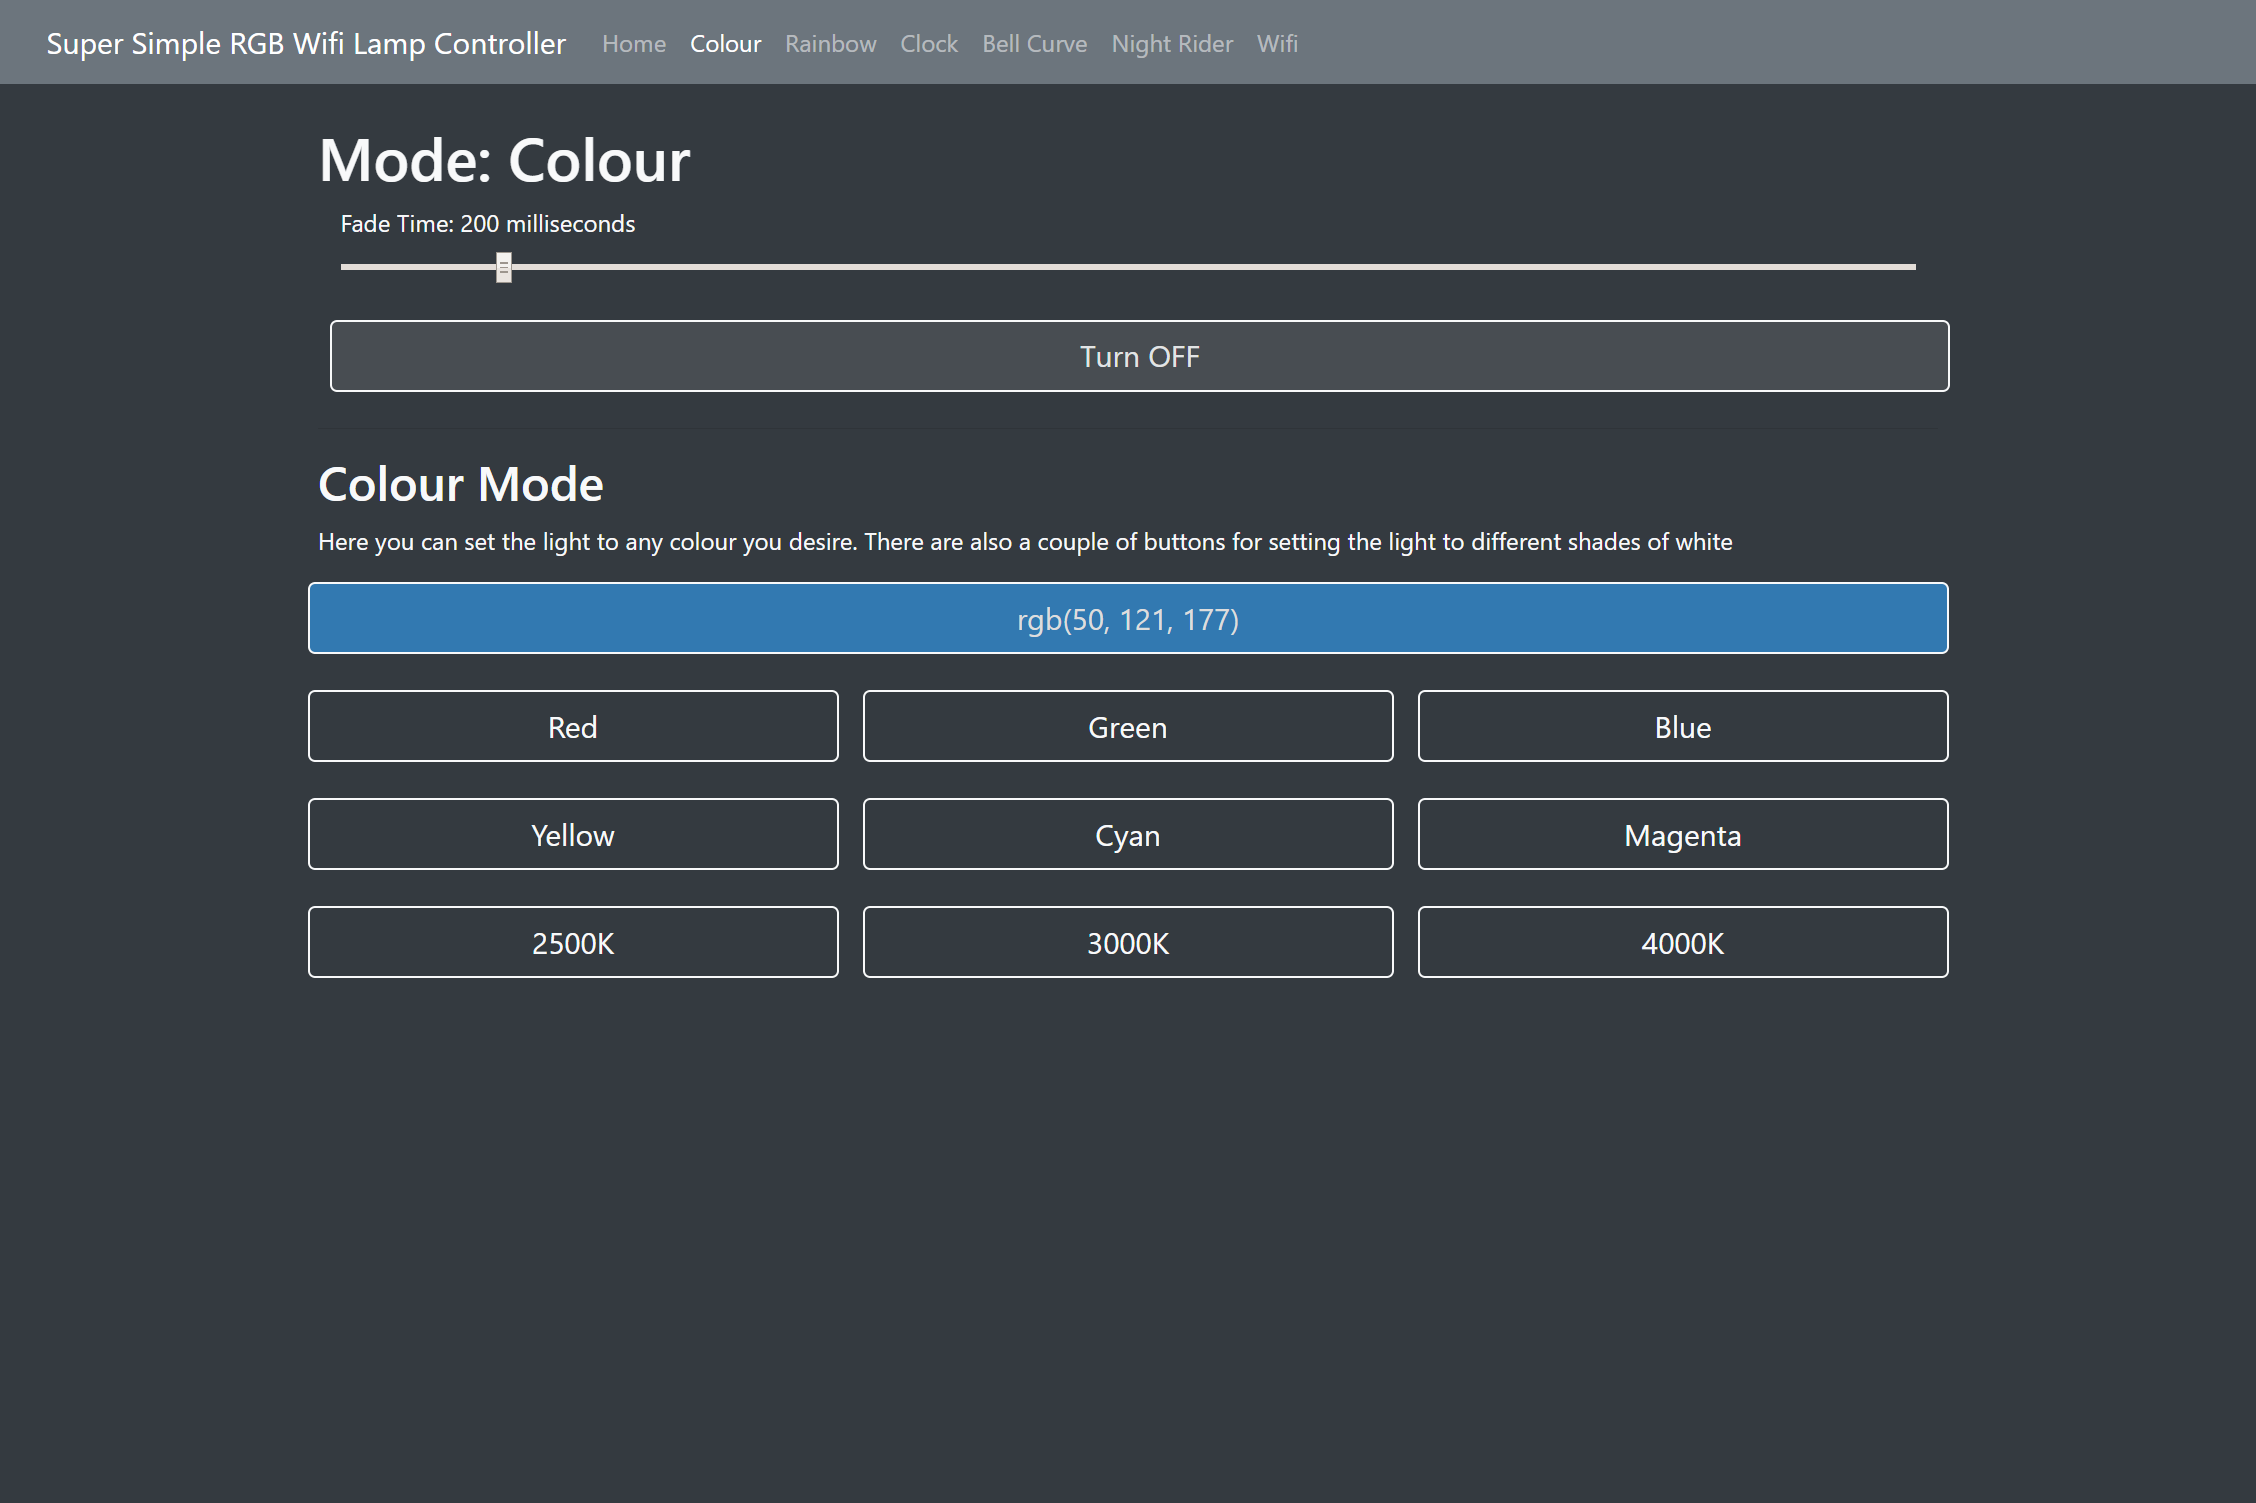 Super Simple RGB Wifi Lamp Controller Home Colour Rainbow Clock Bell Curve Night Rider Wifi
Mode: Colour
Fade Time: 200 milliseconds
Turn OFF
Colour Mode
Here you can set the light to any colour you desire. There are also a couple of buttons for setting the light to different shades of white
rgb(50, 121, 177)
Red Green Blue
Yellow Cyan Magenta
2500K 3000K 4000K